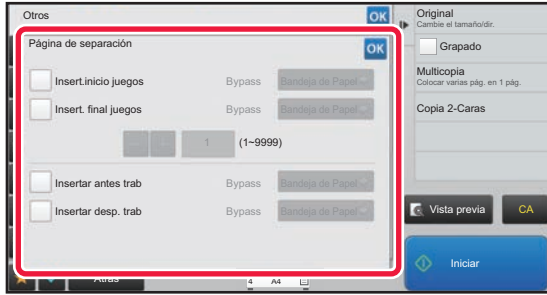 Otros
OK
Página de separación
OK
Insert.inicio juegos
Bypass
Bandeja de Papel
Insert. final juegos
Bypass
Bandeja de Papel
1
(1~9999)
Insertar antes trab
Bypass
Bandeja de Papel
Insertar desp. trab
Bypass
Bandeja de Papel
Atrás
4
A4
Original
Cambie el tamaño/dir.
Grapado
Multicopia
Colocar varias pág. en 1 pág.
Copia 2-Caras
Vista previa
CA
Iniciar